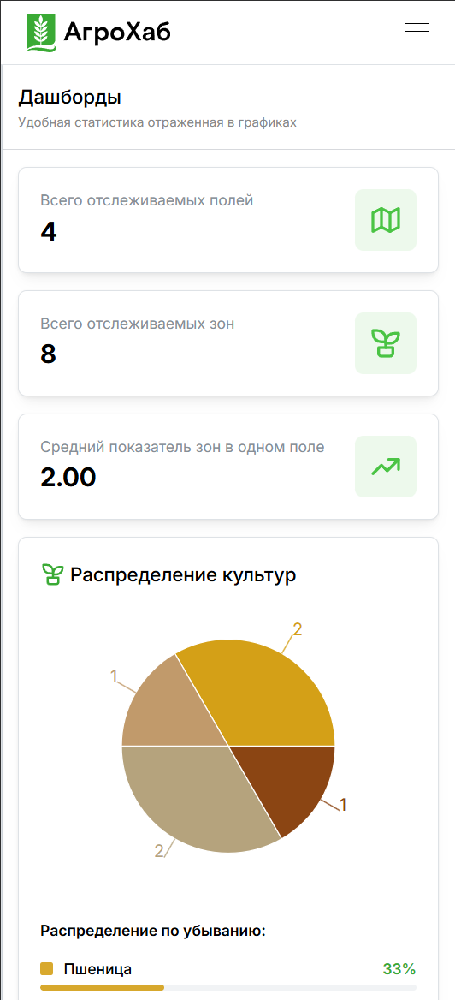 АгроХаб
Дашборды
Удобная статистика отраженная в графиках
Всего отслеживаемых полей
4
Всего отслеживаемых зон
8
Средний показатель зон в одном поле
2.00
Распределение культур
2
1
1
2
Распределение по убыванию:
Пшеница 33%